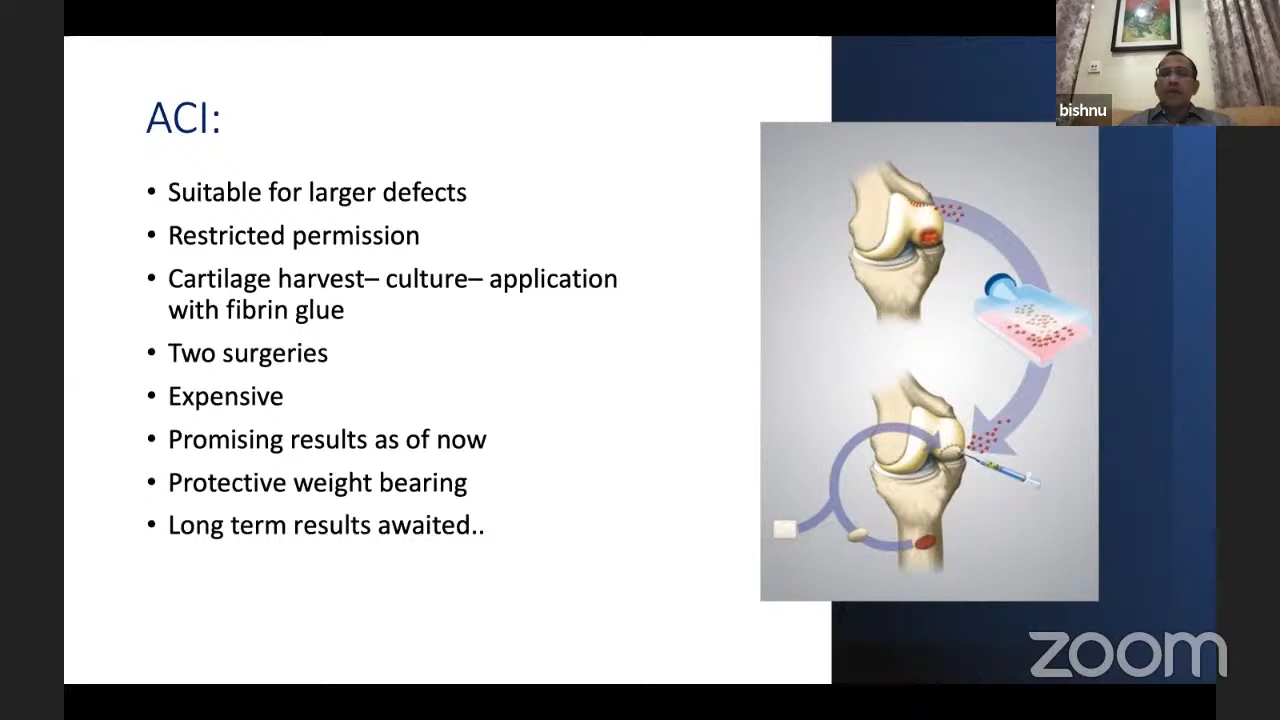 bishnu
ACI:
• Suitable for larger defects
• Restricted permission
• Cartilage harvest– culture– application
with fibrin glue
• Two surgeries
• Expensive
• Promising results as of now
• Protective weight bearing
• Long term results awaited..
zoom